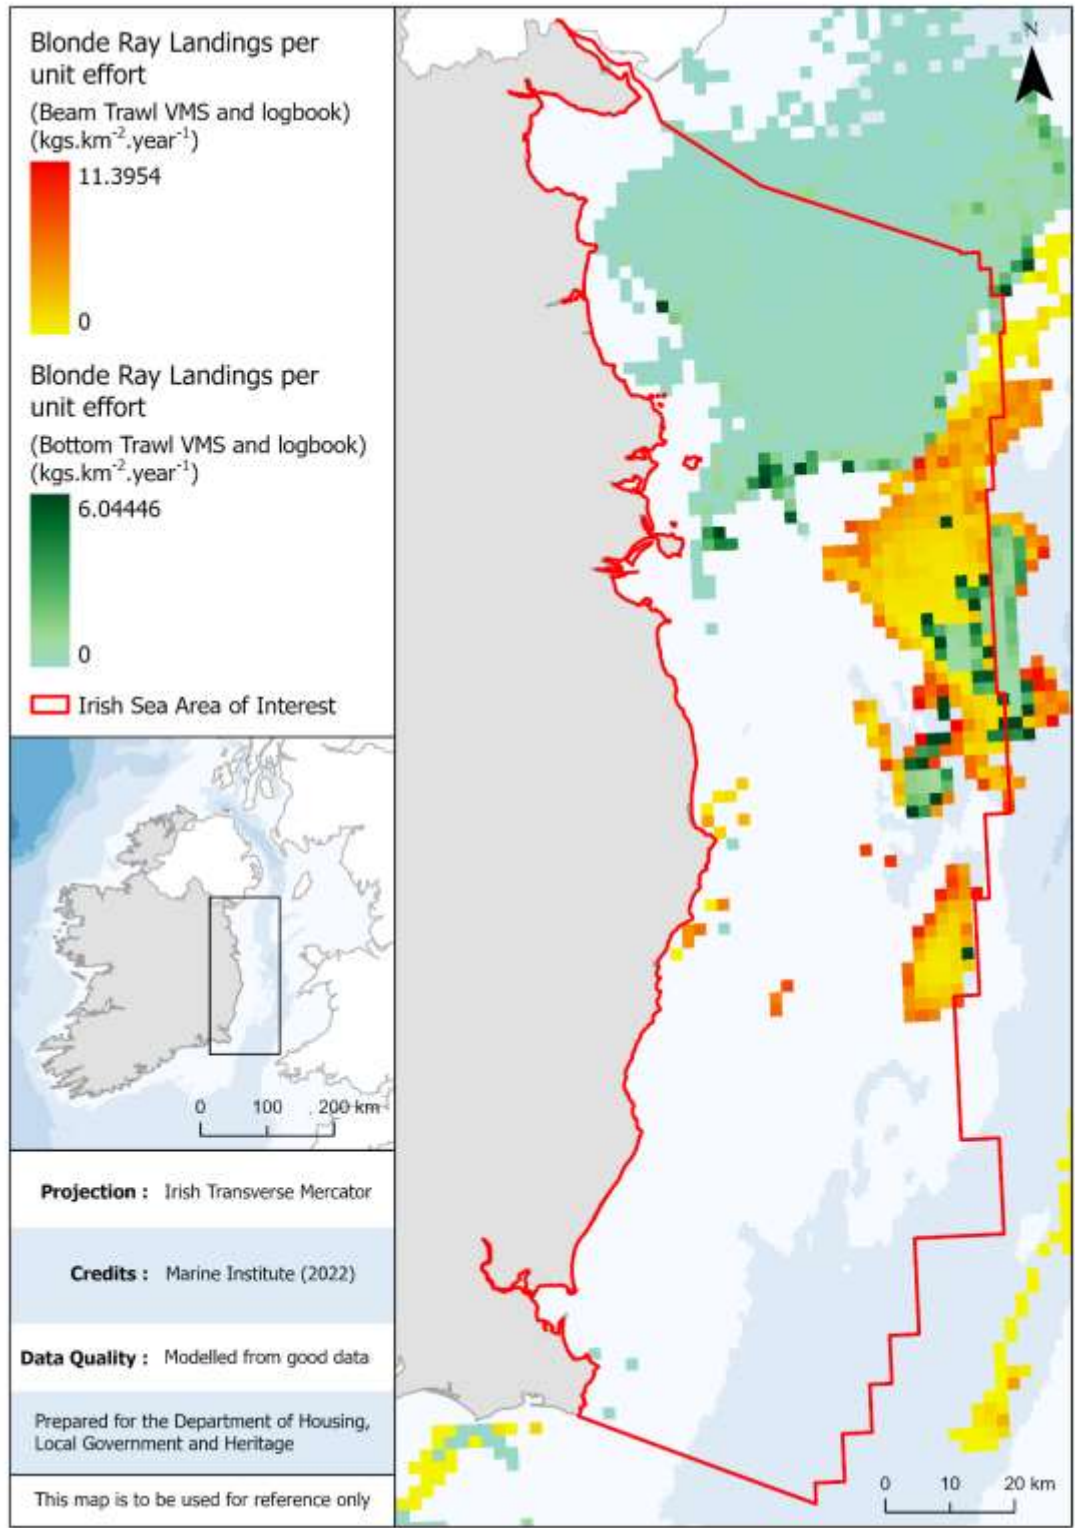 Blonde Ray Landings per
unit effort
(Beam Trawl VMS and logbook)
(kgs.km⁻².year⁻¹)
11.3954
0
Blonde Ray Landings per
unit effort
(Bottom Trawl VMS and logbook)
(kgs.km⁻².year⁻¹)
6.04446
0
Irish Sea Area of Interest
0 100 200 km
Projection : Irish Transverse Mercator
Credits : Marine Institute (2022)
Data Quality : Modelled from good data
Prepared for the Department of Housing,
Local Government and Heritage
This map is to be used for reference only
N
0 10 20 km